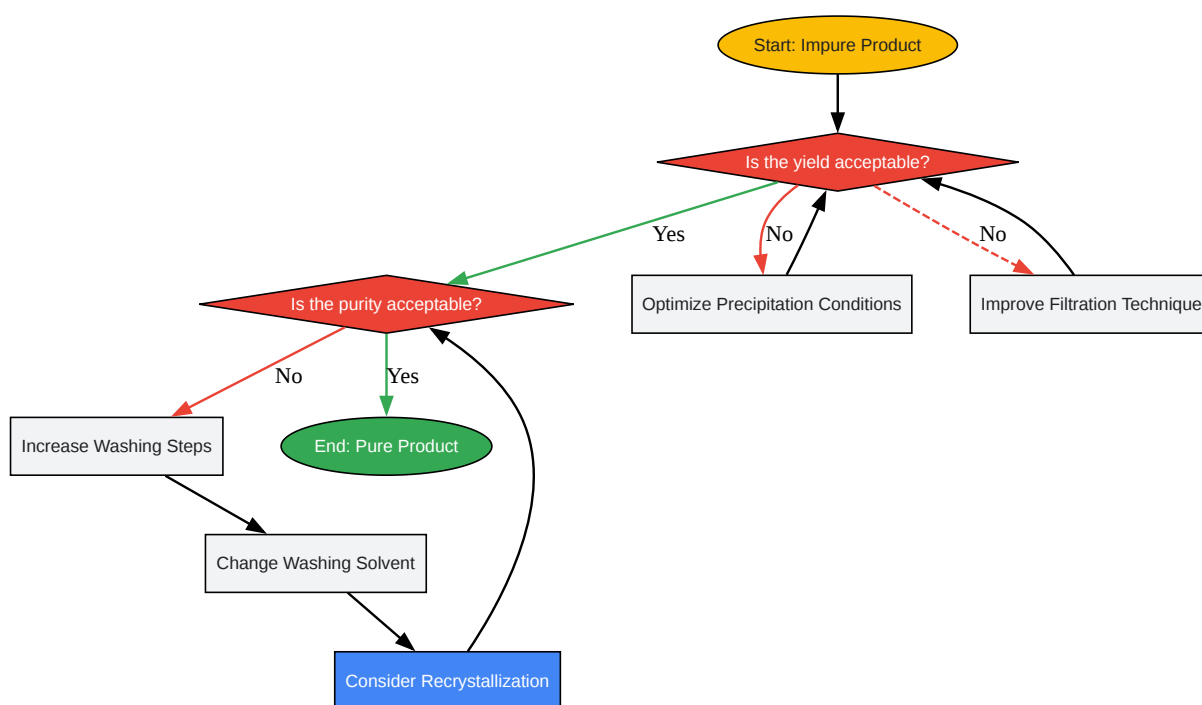 Start: Impure Product
Is the yield acceptable?
Yes
No
No
Is the purity acceptable?
Optimize Precipitation Conditions
Improve Filtration Technique
No
Yes
Increase Washing Steps
End: Pure Product
Change Washing Solvent
Consider Recrystallization